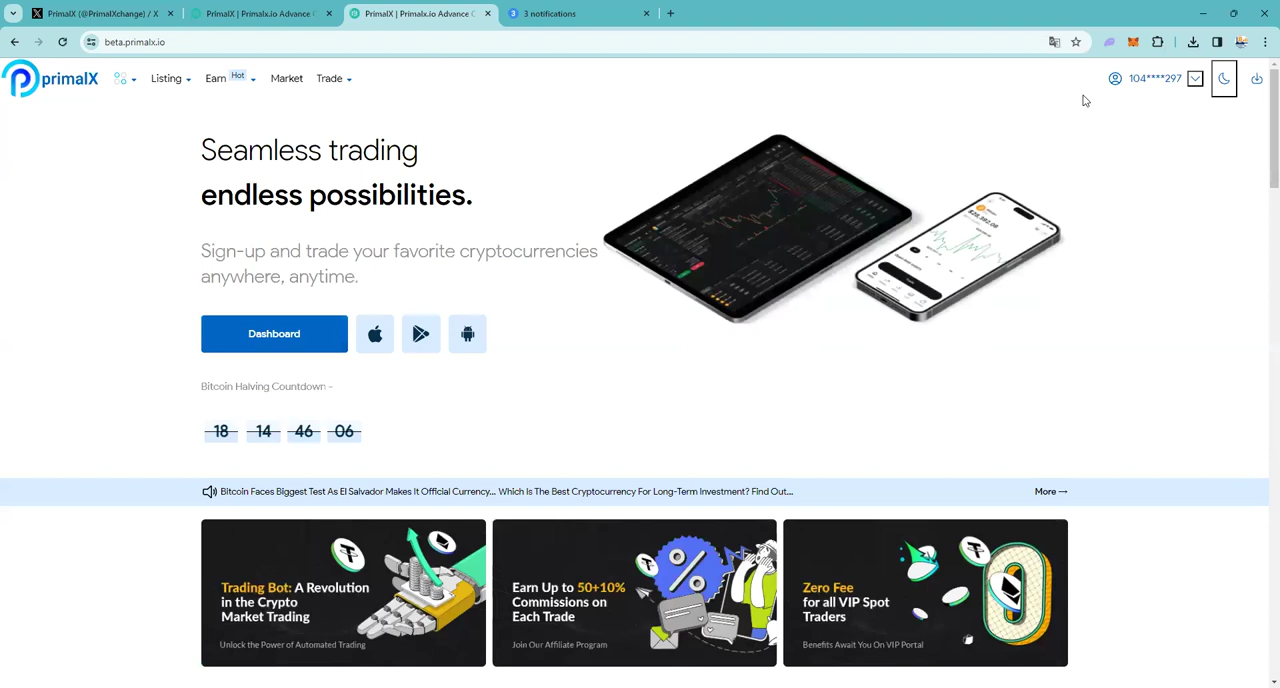 PrimalX (@PrimalXchange) / X
PrimalX | Primalx.io Advance C
PrimalX | Primalx.io Advance C
3
3 notifications
beta.primalx.io
primalX
Listing
Earn
Hot
Market
Trade
104****297
Seamless trading
endless possibilities.
Sign-up and trade your favorite cryptocurrencies
anywhere, anytime.
Dashboard
Bitcoin Halving Countdown -
18 14 46 06
Bitcoin Faces Biggest Test As El Salvador Makes It Official Currency... Which Is The Best Cryptocurrency For Long-Term Investment? Find Out...
More →
Trading Bot: A Revolution
in the Crypto
Market Trading
Unlock the Power of Automated Trading
Earn Up to 50+10%
Commissions on
Each Trade
Join Our Affiliate Program
Zero Fee
for all VIP Spot
Traders
Benefits Await You On VIP Portal